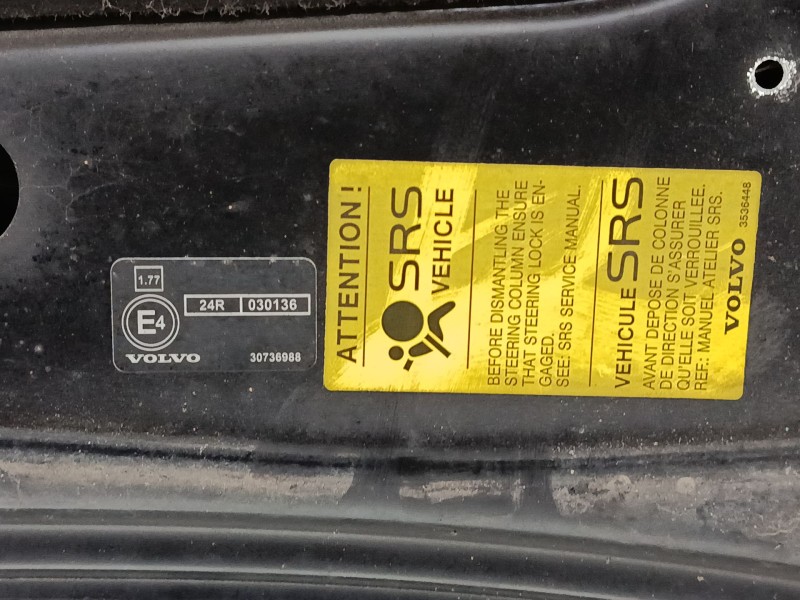 1.77
E4
24R 030136
VOLVO 30736988
ATTENTION!
SRS
VEHICLE
BEFORE DISMANTLING THE
STEERING COLUMN ENSURE
THAT STEERING LOCK IS EN-
GAGED.
SEE: SRS SERVICE MANUAL.
VEHICULE SRS
AVANT DEPOSE DE COLONNE
DE DIRECTION S'ASSURER
QU'ELLE SOIT VERROUILLEE.
REF.: MANUEL ATELIER SRS.
VOLVO 3536448